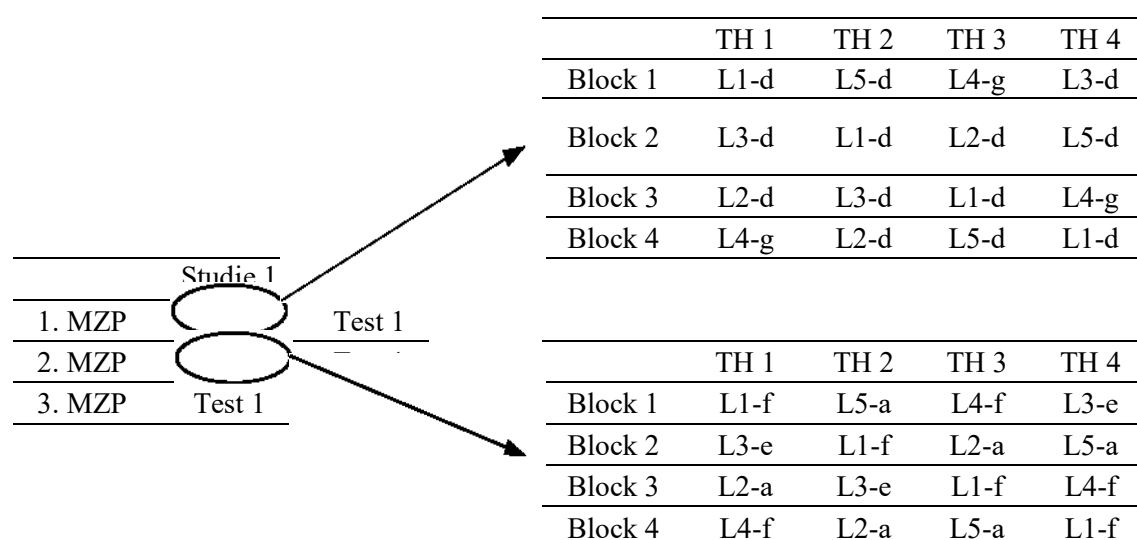 TH 1 TH 2 TH 3 TH 4
Block 1 L1-d L5-d L4-g L3-d
Block 2 L3-d L1-d L2-d L5-d
Block 3 L2-d L3-d L1-d L4-g
Block 4 L4-g L2-d L5-d L1-d
Studie 1
1. MZP Test 1
2. MZP
3. MZP Test 1
TH 1 TH 2 TH 3 TH 4
Block 1 L1-f L5-a L4-f L3-e
Block 2 L3-e L1-f L2-a L5-a
Block 3 L2-a L3-e L1-f L4-f
Block 4 L4-f L2-a L5-a L1-f